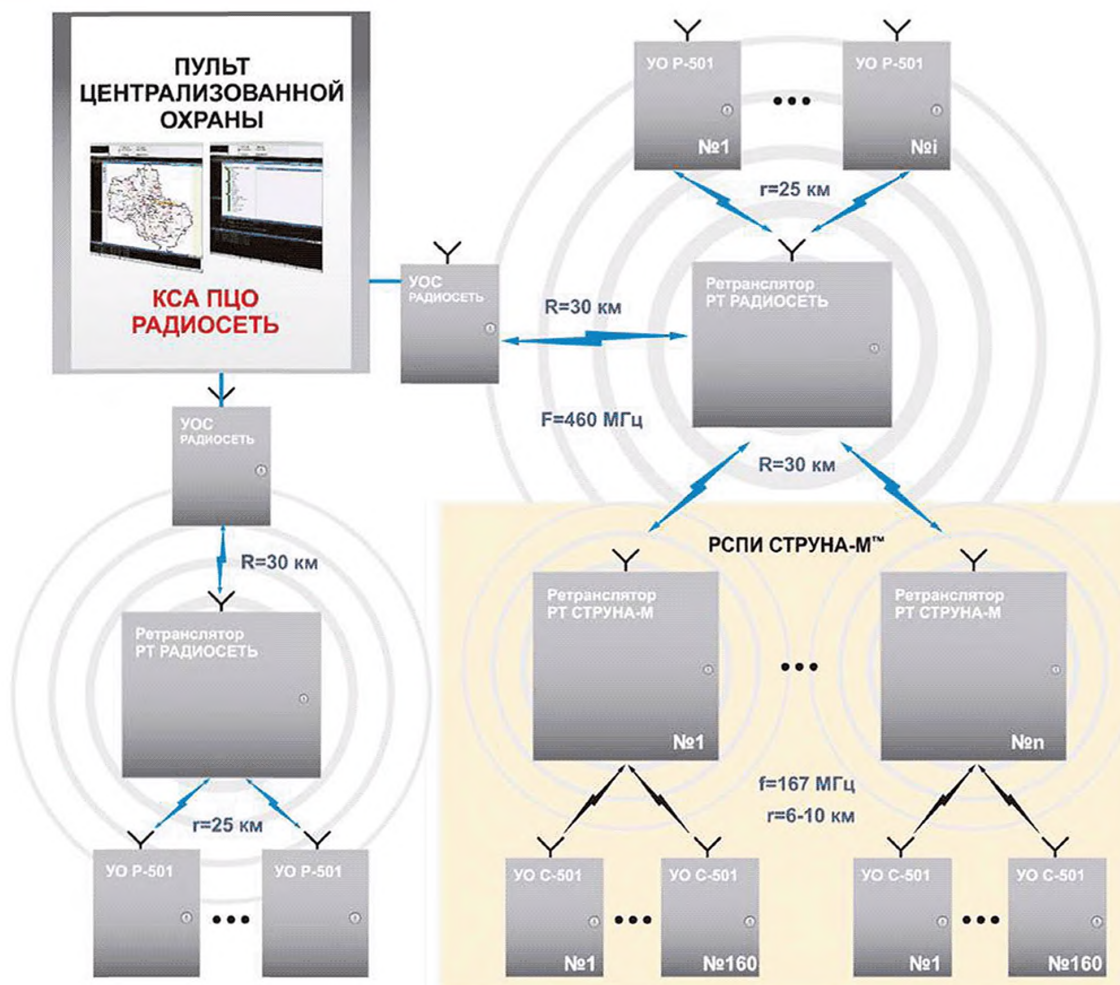 ПУЛЬТ
ЦЕНТРАЛИЗОВАННОЙ
ОХРАНЫ
КСА ПЦО
РАДИОСЕТЬ
УО Р-501
№1
УО Р-501
№i
r=25 км
УОС
РАДИОСЕТЬ
R=30 км
Ретранслятор
РТ РАДИОСЕТЬ
F=460 МГц
УОС
РАДИОСЕТЬ
R=30 км
R=30 км
РСПИ СТРУНА-М™
Ретранслятор
РТ РАДИОСЕТЬ
Ретранслятор
РТ СТРУНА-М
№1
Ретранслятор
РТ СТРУНА-М
№n
r=25 км
f=167 МГц
r=6-10 км
УО Р-501
УО Р-501
УО С-501
№1
УО С-501
№160
УО С-501
№1
УО С-501
№160